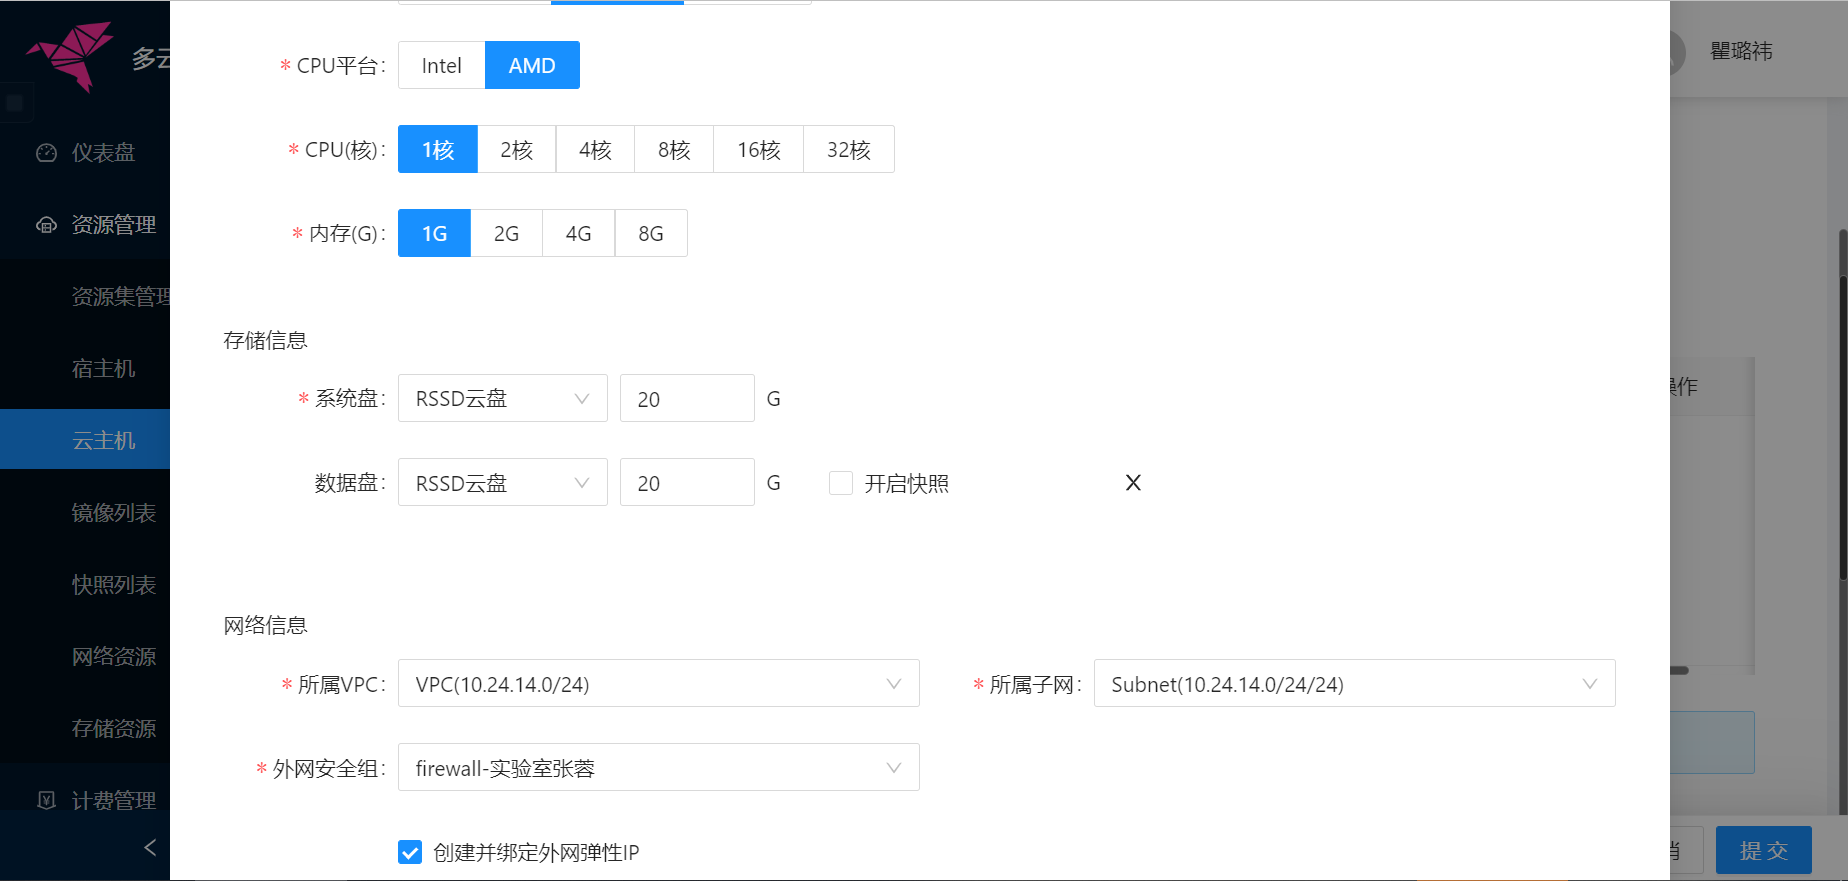 多云
瞿璐祎
* CPU平台: Intel AMD
仪表盘
* CPU(核): 1核 2核 4核 8核 16核 32核
资源管理
* 内存(G): 1G 2G 4G 8G
资源集管理
存储信息
宿主机
操作
* 系统盘: RSSD云盘 20 G
云主机
数据盘: RSSD云盘 20 G 开启快照 X
镜像列表
快照列表
网络信息
网络资源
* 所属VPC: VPC(10.24.14.0/24) * 所属子网: Subnet(10.24.14.0/24/24)
存储资源
* 外网安全组: firewall-实验室张蓉
计费管理
创建并绑定外网弹性IP
提 交